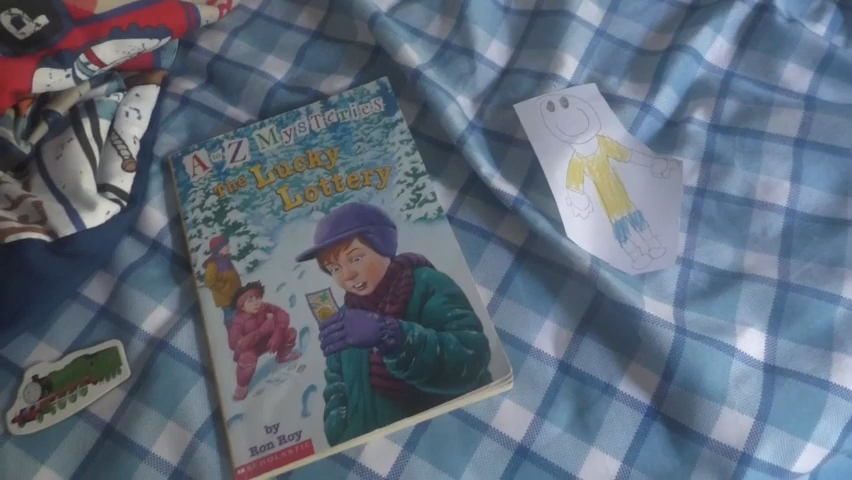 A to Z Mysteries
The Lucky
Lottery
by
Ron Roy
SCHOLASTIC